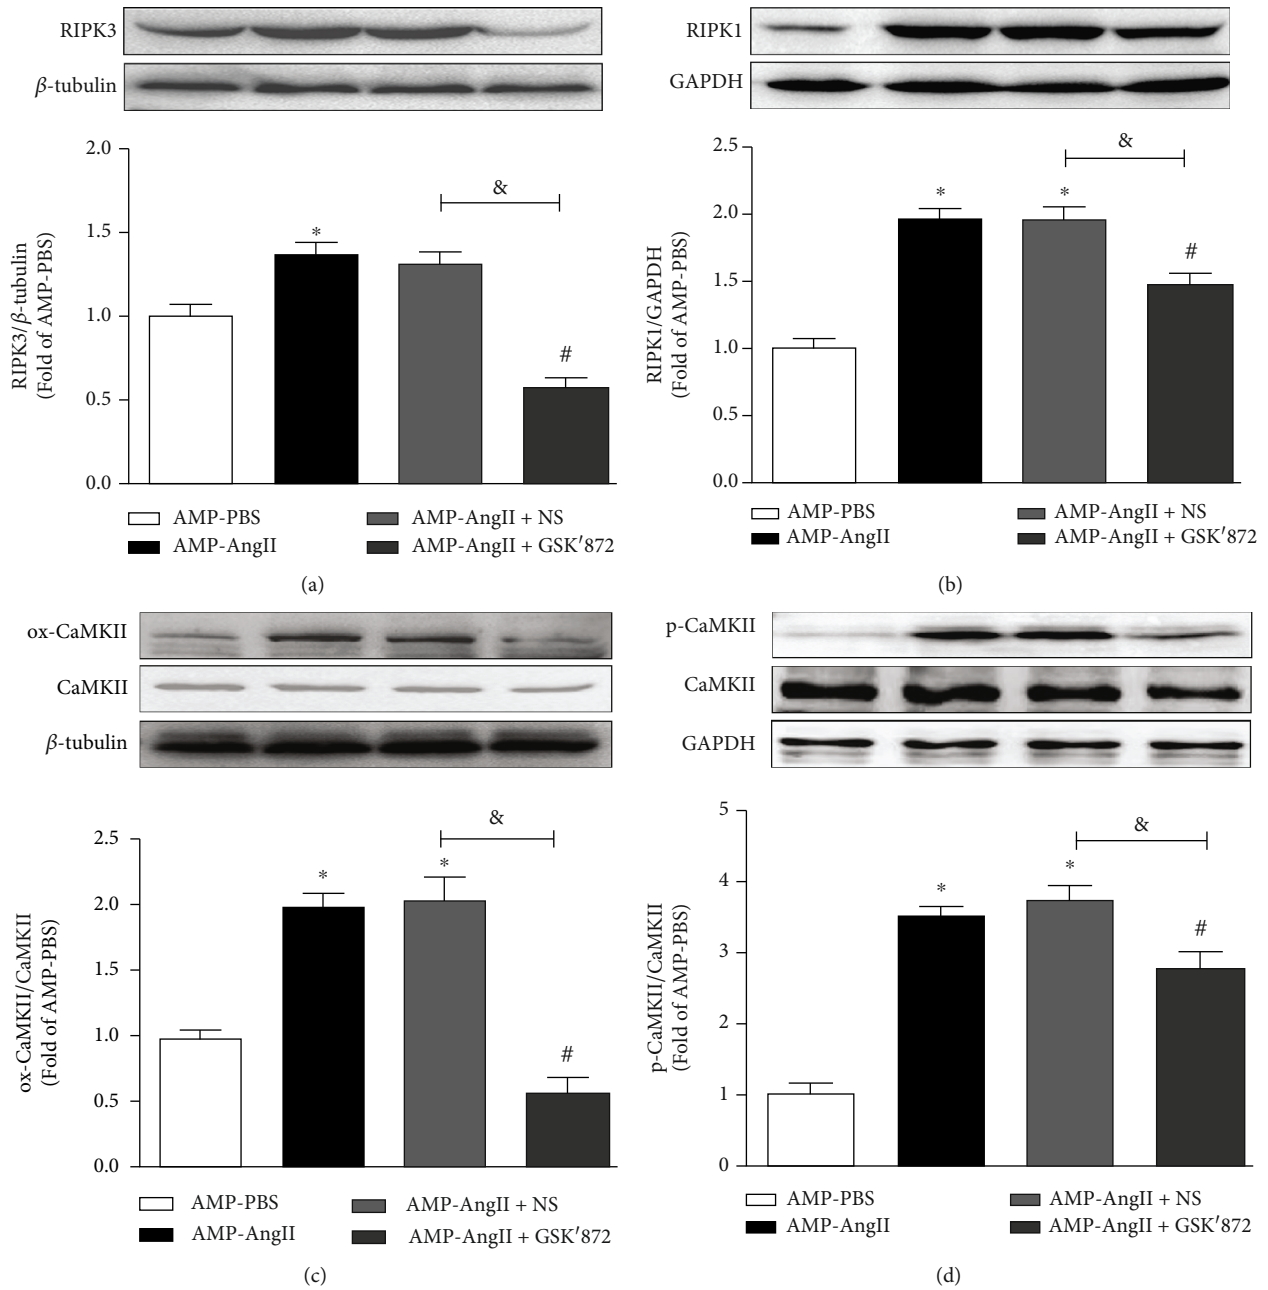 RIPK3
β-tubulin
2.0
1.5
1.0
0.5
0.0
RIPK3/β-tubulin
(Fold of AMP-PBS)
*
&
#
AMP-PBS
AMP-AngII
AMP-AngII + NS
AMP-AngII + GSK′872
(a)
RIPK1
GAPDH
2.5
2.0
1.5
1.0
0.5
0.0
RIPK1/GAPDH
(Fold of AMP-PBS)
*
*
&
#
AMP-PBS
AMP-AngII
AMP-AngII + NS
AMP-AngII + GSK′872
(b)
ox-CaMKII
CaMKII
β-tubulin
2.5
2.0
1.5
1.0
0.5
0.0
ox-CaMKII/CaMKII
(Fold of AMP-PBS)
*
*
&
#
AMP-PBS
AMP-AngII
AMP-AngII + NS
AMP-AngII + GSK′872
(c)
p-CaMKII
CaMKII
GAPDH
5
4
3
2
1
0
p-CaMKII/CaMKII
(Fold of AMP-PBS)
*
*
&
#
AMP-PBS
AMP-AngII
AMP-AngII + NS
AMP-AngII + GSK′872
(d)